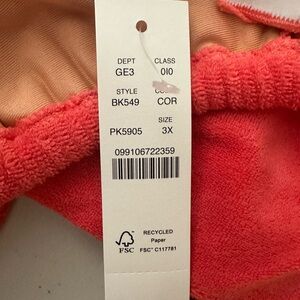 DEPT CLASS
GE3 0I0
STYLE
BK549 COR
SIZE
PK5905 3X
099106722359
FSC
RECYCLED
Paper
FSC® C117781